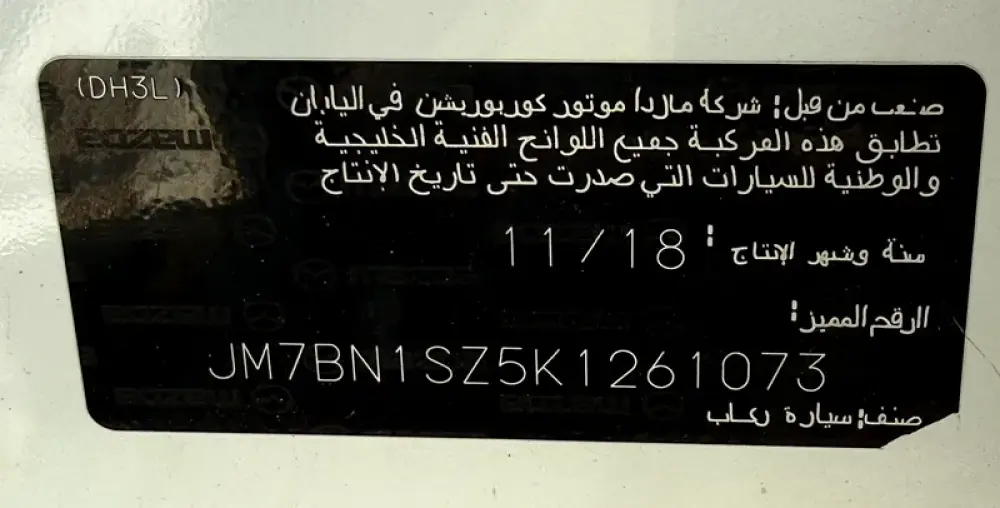 (DH3L)
صنعت من قبل: شركة مازدا موتور كوربوريشن في اليابان
تطابق هذه المركبة جميع اللوائح الفنية الخليجية
والوطنية للسيارات التي صدرت حتى تاريخ الإنتاج
سنة وشهر الإنتاج : 11/18
الرقم المميز:
JM7BN1SZ5K1261073
صنف: سيارة ركاب